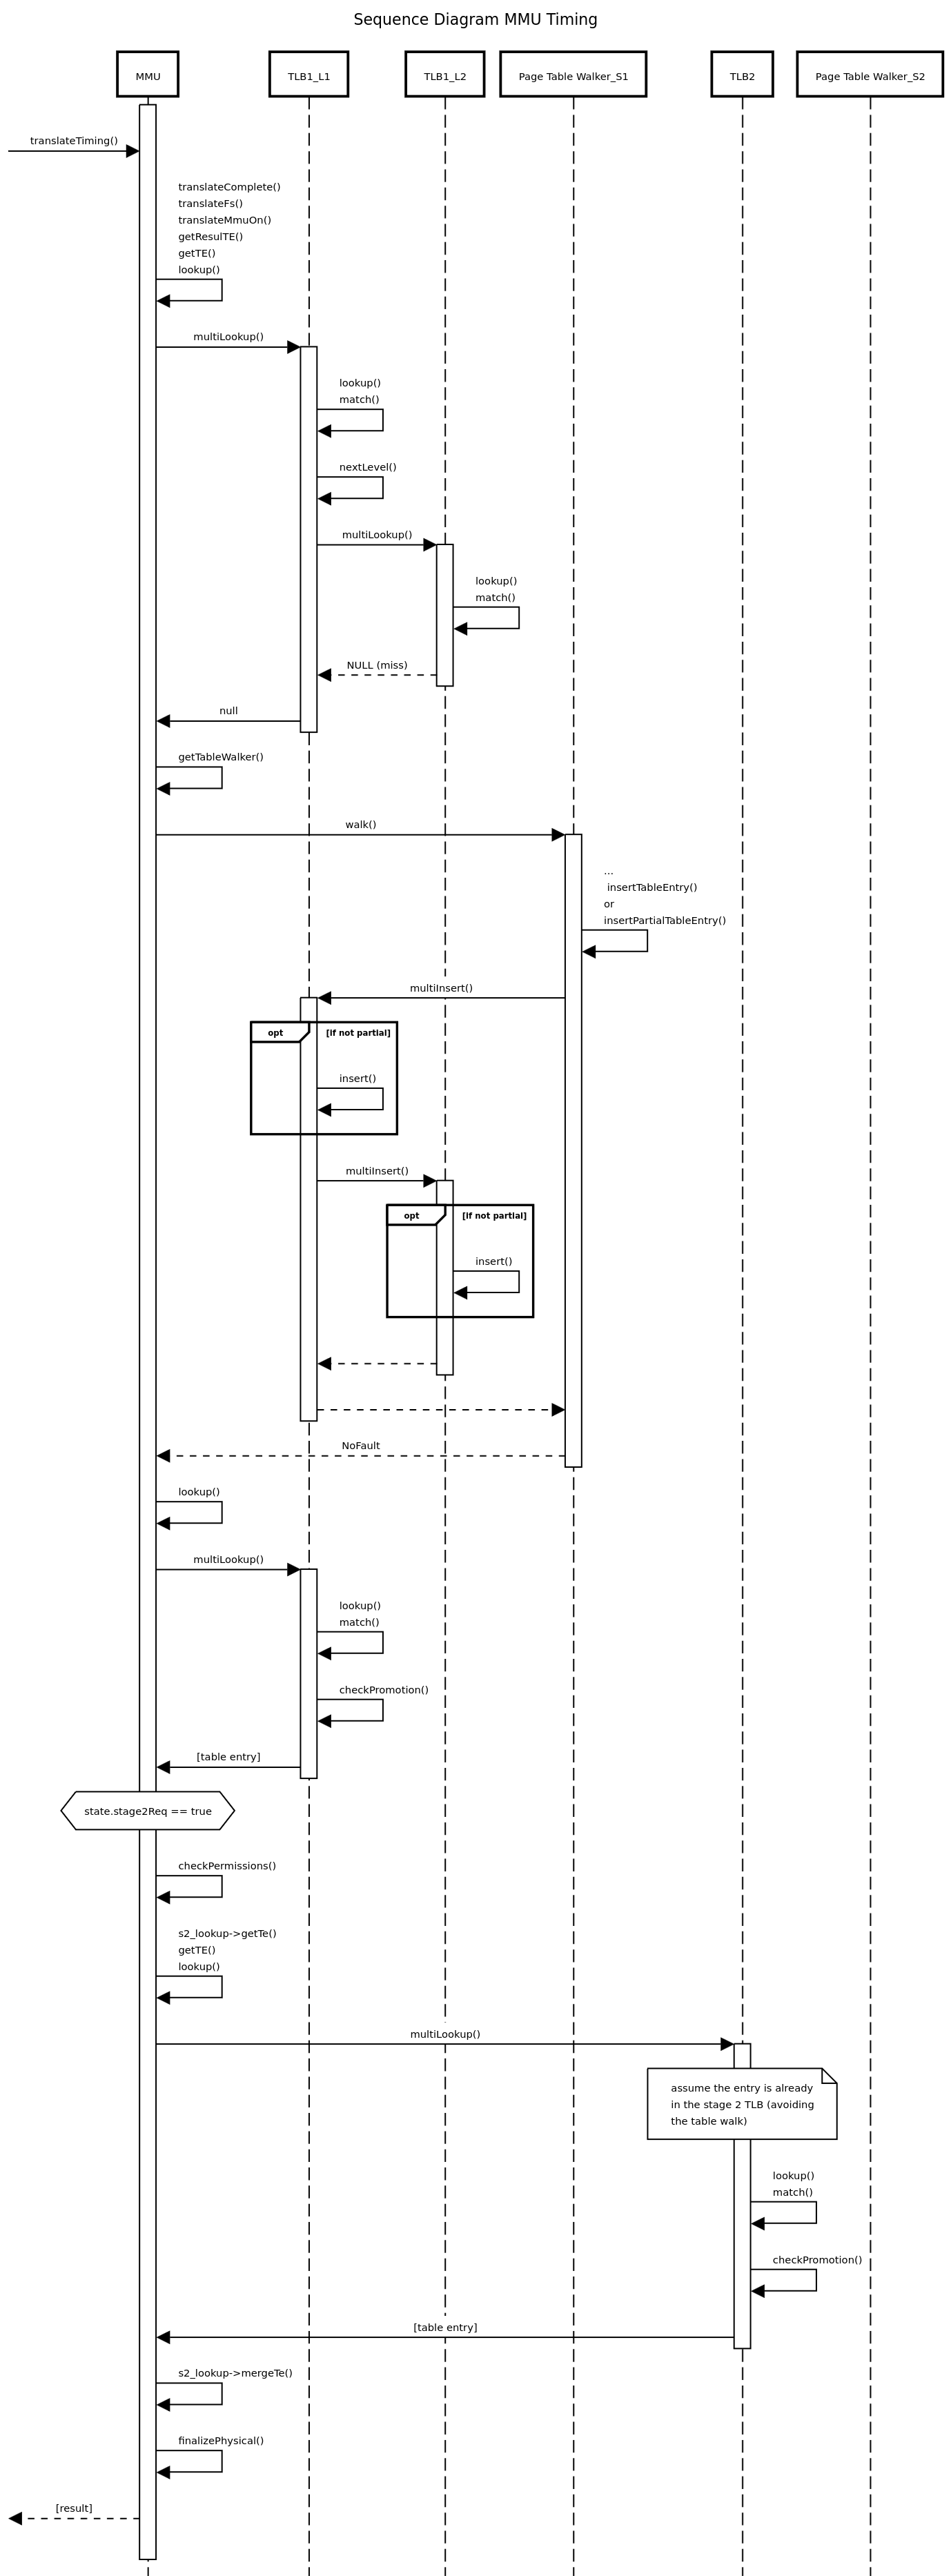 Sequence Diagram MMU Timing
MMU
TLB1_L1
TLB1_L2
Page Table Walker_S1
TLB2
Page Table Walker_S2
translateTiming()
translateComplete()
translateFs()
translateMmuOn()
getResulTE()
getTE()
lookup()
multiLookup()
lookup()
match()
nextLevel()
multiLookup()
lookup()
match()
NULL (miss)
null
getTableWalker()
walk()
...
insertTableEntry()
or
insertPartialTableEntry()
multiInsert()
opt
[if not partial]
insert()
multiInsert()
opt
[if not partial]
insert()
NoFault
lookup()
multiLookup()
lookup()
match()
checkPromotion()
[table entry]
state.stage2Req == true
checkPermissions()
s2_lookup->getTe()
getTE()
lookup()
multiLookup()
assume the entry is already
in the stage 2 TLB (avoiding
the table walk)
lookup()
match()
checkPromotion()
[table entry]
s2_lookup->mergeTe()
finalizePhysical()
[result]